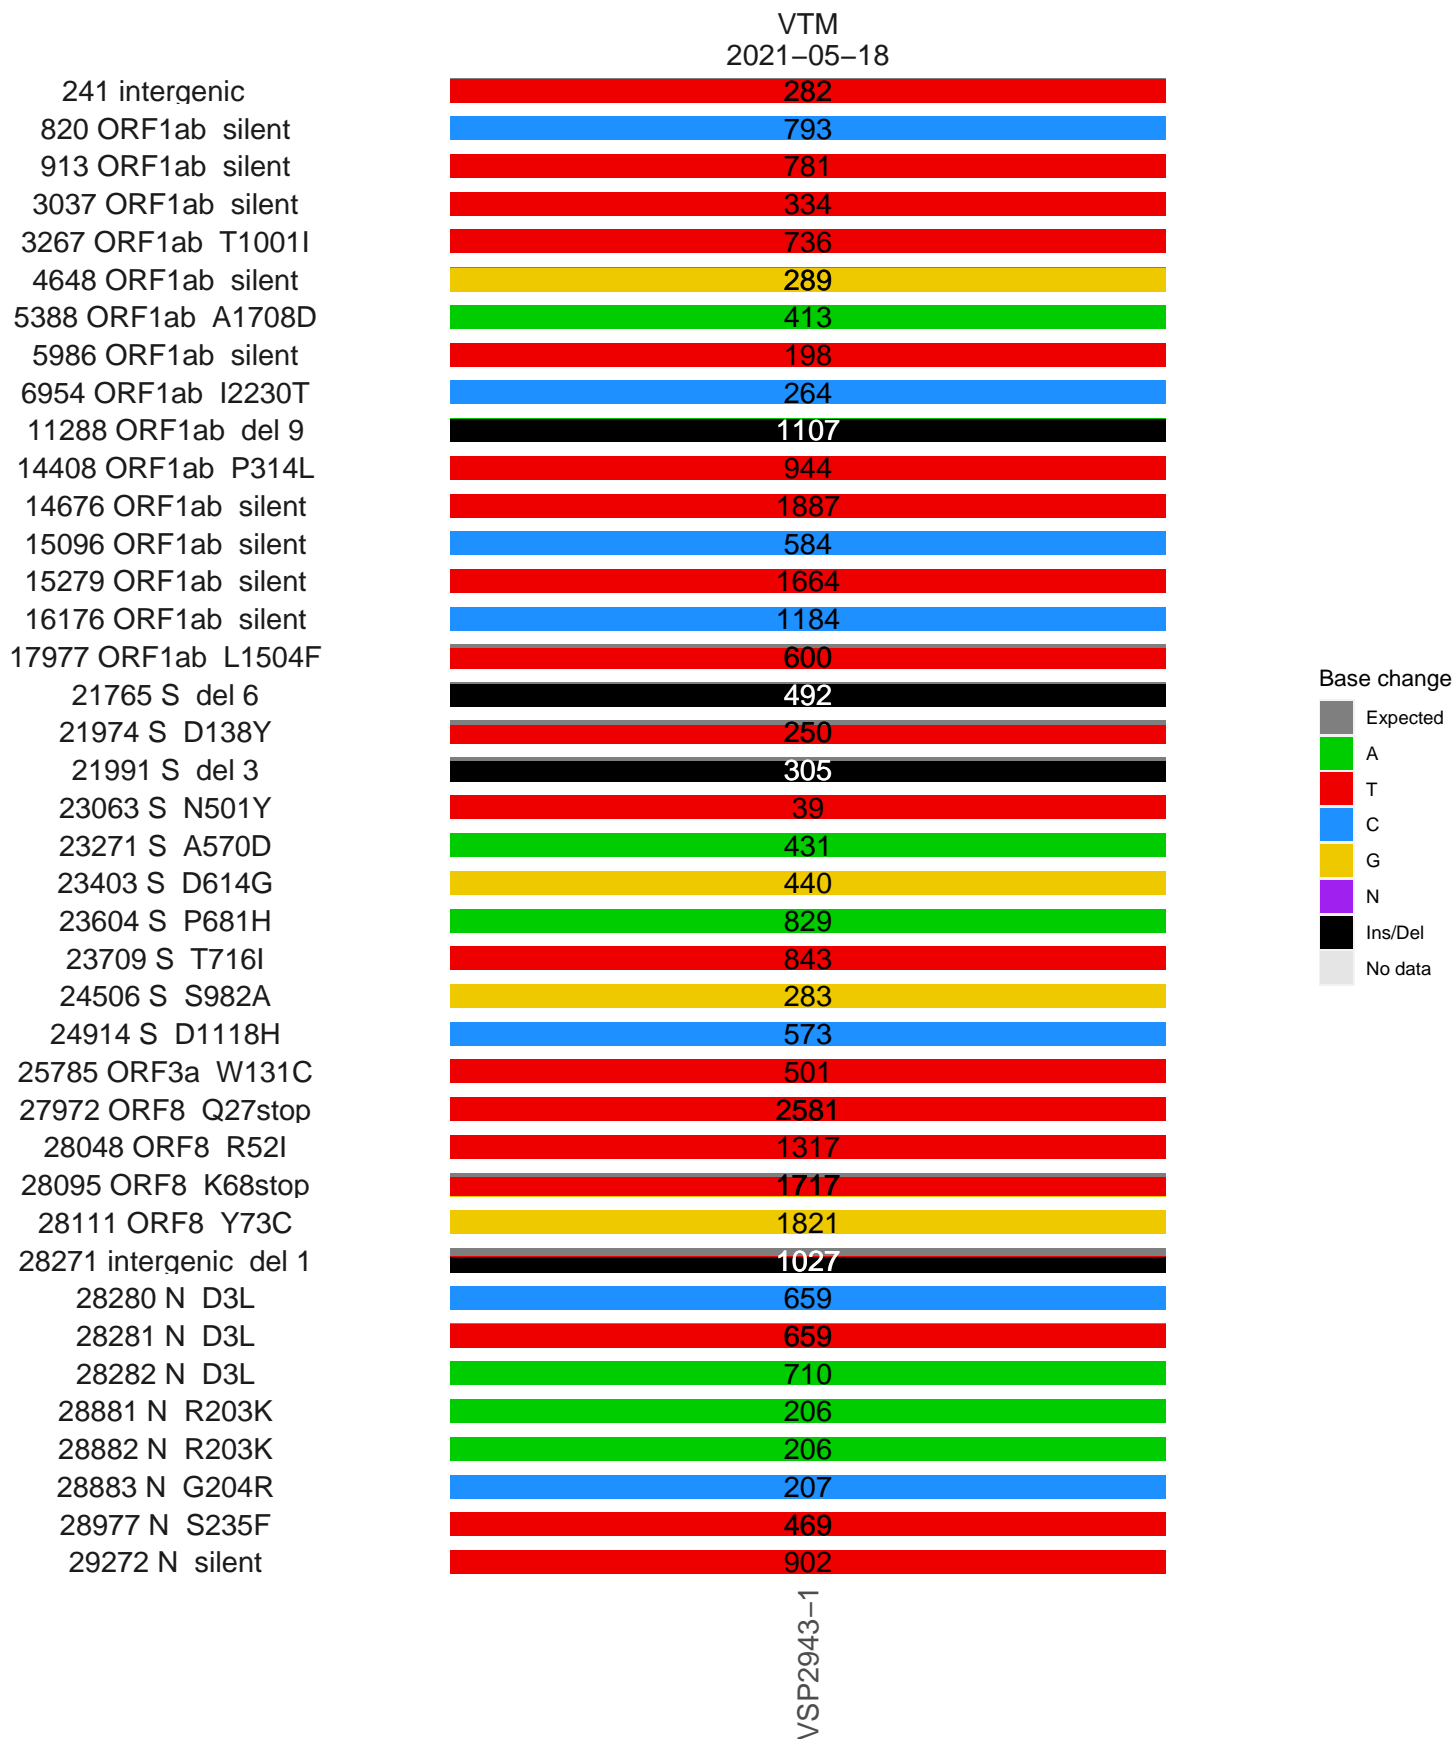 VTM
2021−05−18
241 intergenic 282
820 ORF1ab silent 793
913 ORF1ab silent 781
3037 ORF1ab silent 334
3267 ORF1ab T1001I 736
4648 ORF1ab silent 289
5388 ORF1ab A1708D 413
5986 ORF1ab silent 198
6954 ORF1ab I2230T 264
11288 ORF1ab del 9 1107
14408 ORF1ab P314L 944
14676 ORF1ab silent 1887
15096 ORF1ab silent 584
15279 ORF1ab silent 1664
16176 ORF1ab silent 1184
17977 ORF1ab L1504F 600
21765 S del 6 492
21974 S D138Y 250
21991 S del 3 305
23063 S N501Y 39
23271 S A570D 431
23403 S D614G 440
23604 S P681H 829
23709 S T716I 843
24506 S S982A 283
24914 S D1118H 573
25785 ORF3a W131C 501
27972 ORF8 Q27stop 2581
28048 ORF8 R52I 1317
28095 ORF8 K68stop 1717
28111 ORF8 Y73C 1821
28271 intergenic del 1 1027
28280 N D3L 659
28281 N D3L 659
28282 N D3L 710
28881 N R203K 206
28882 N R203K 206
28883 N G204R 207
28977 N S235F 469
29272 N silent 902
VSP2943−1
Base change
Expected
A
T
C
G
N
Ins/Del
No data